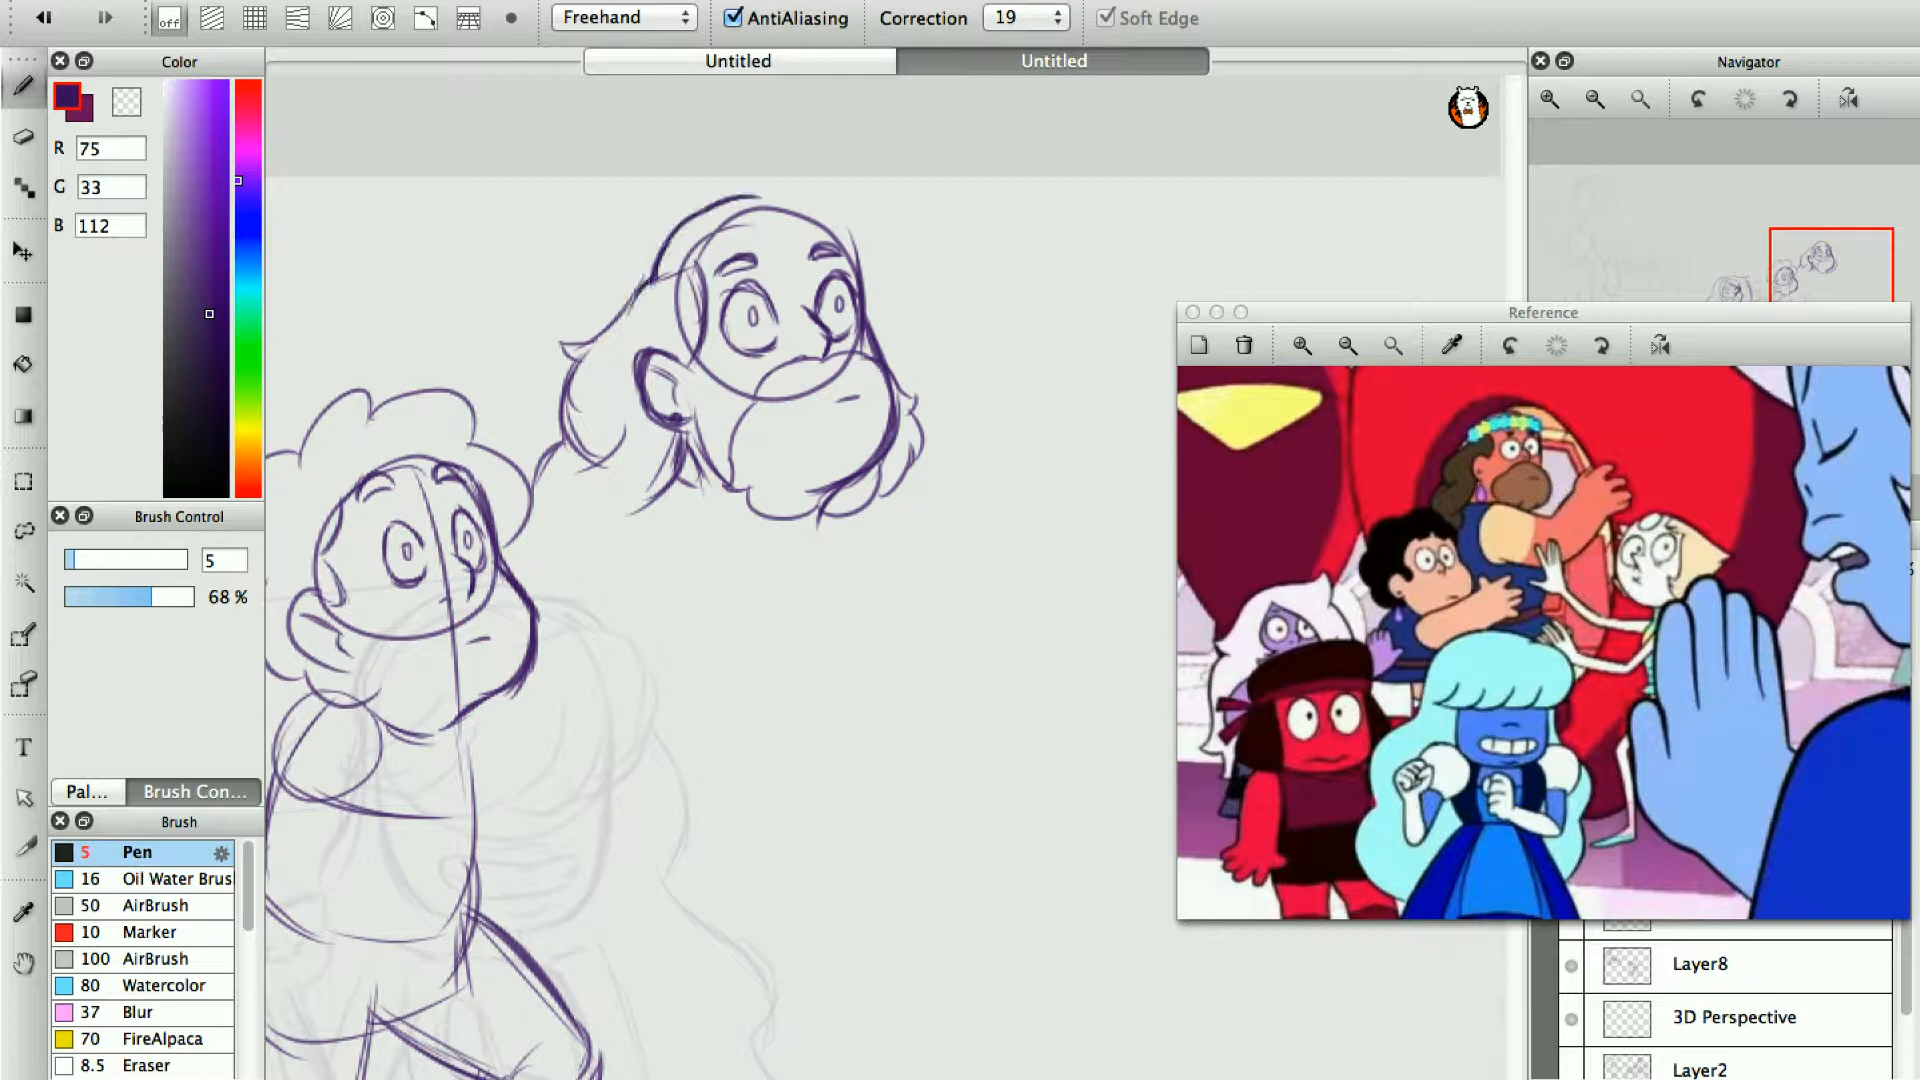 off
Freehand
AntiAliasing
Correction
19
Soft Edge
Color
Untitled
Untitled
Navigator
R 75
G 33
B 112
Reference
Brush Control
5
68 %
Pal...
Brush Con...
Brush
5 Pen
16 Oil Water Brus
50 AirBrush
10 Marker
100 AirBrush
80 Watercolor
37 Blur
70 FireAlpaca
8.5 Eraser
T
Layer8
3D Perspective
Layer2